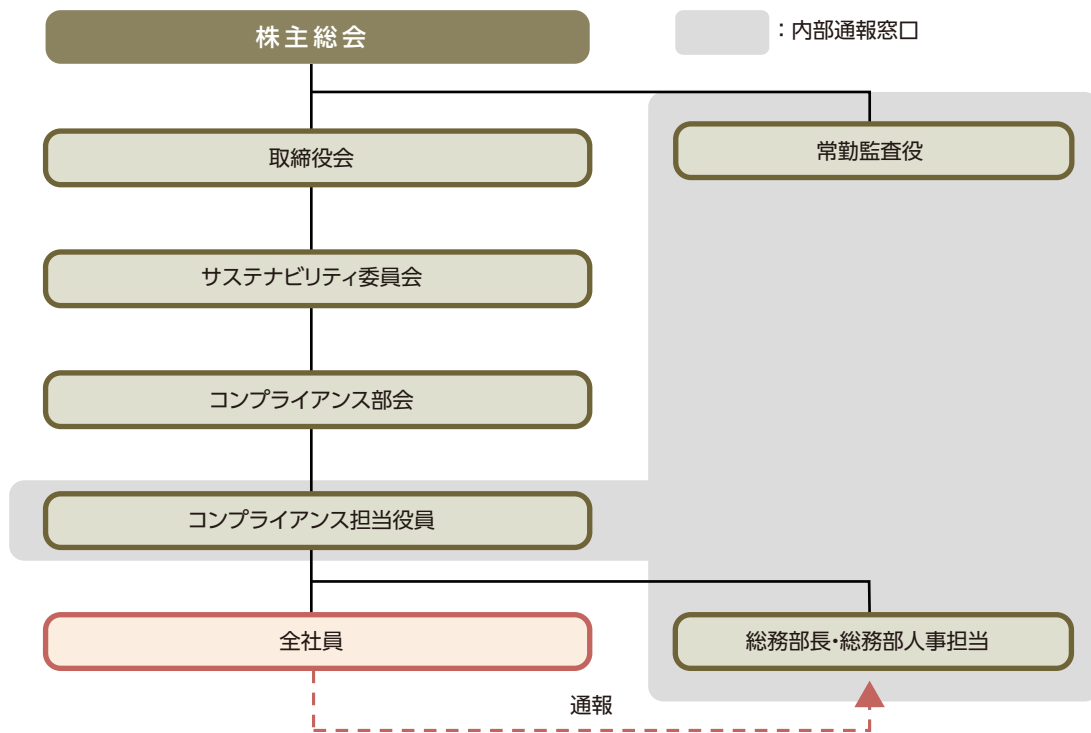 株主総会
：内部通報窓口
取締役会
常勤監査役
サステナビリティ委員会
コンプライアンス部会
コンプライアンス担当役員
全社員
総務部長・総務部人事担当
通報